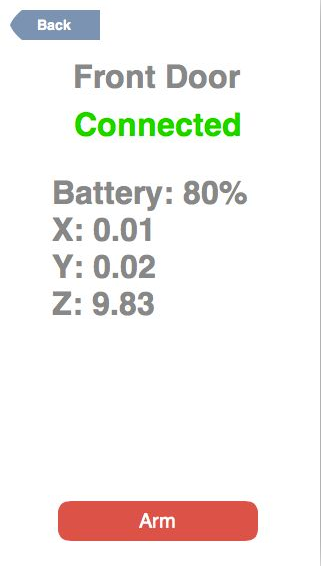 Back
Front Door
Connected
Battery: 80%
X: 0.01
Y: 0.02
Z: 9.83
Arm